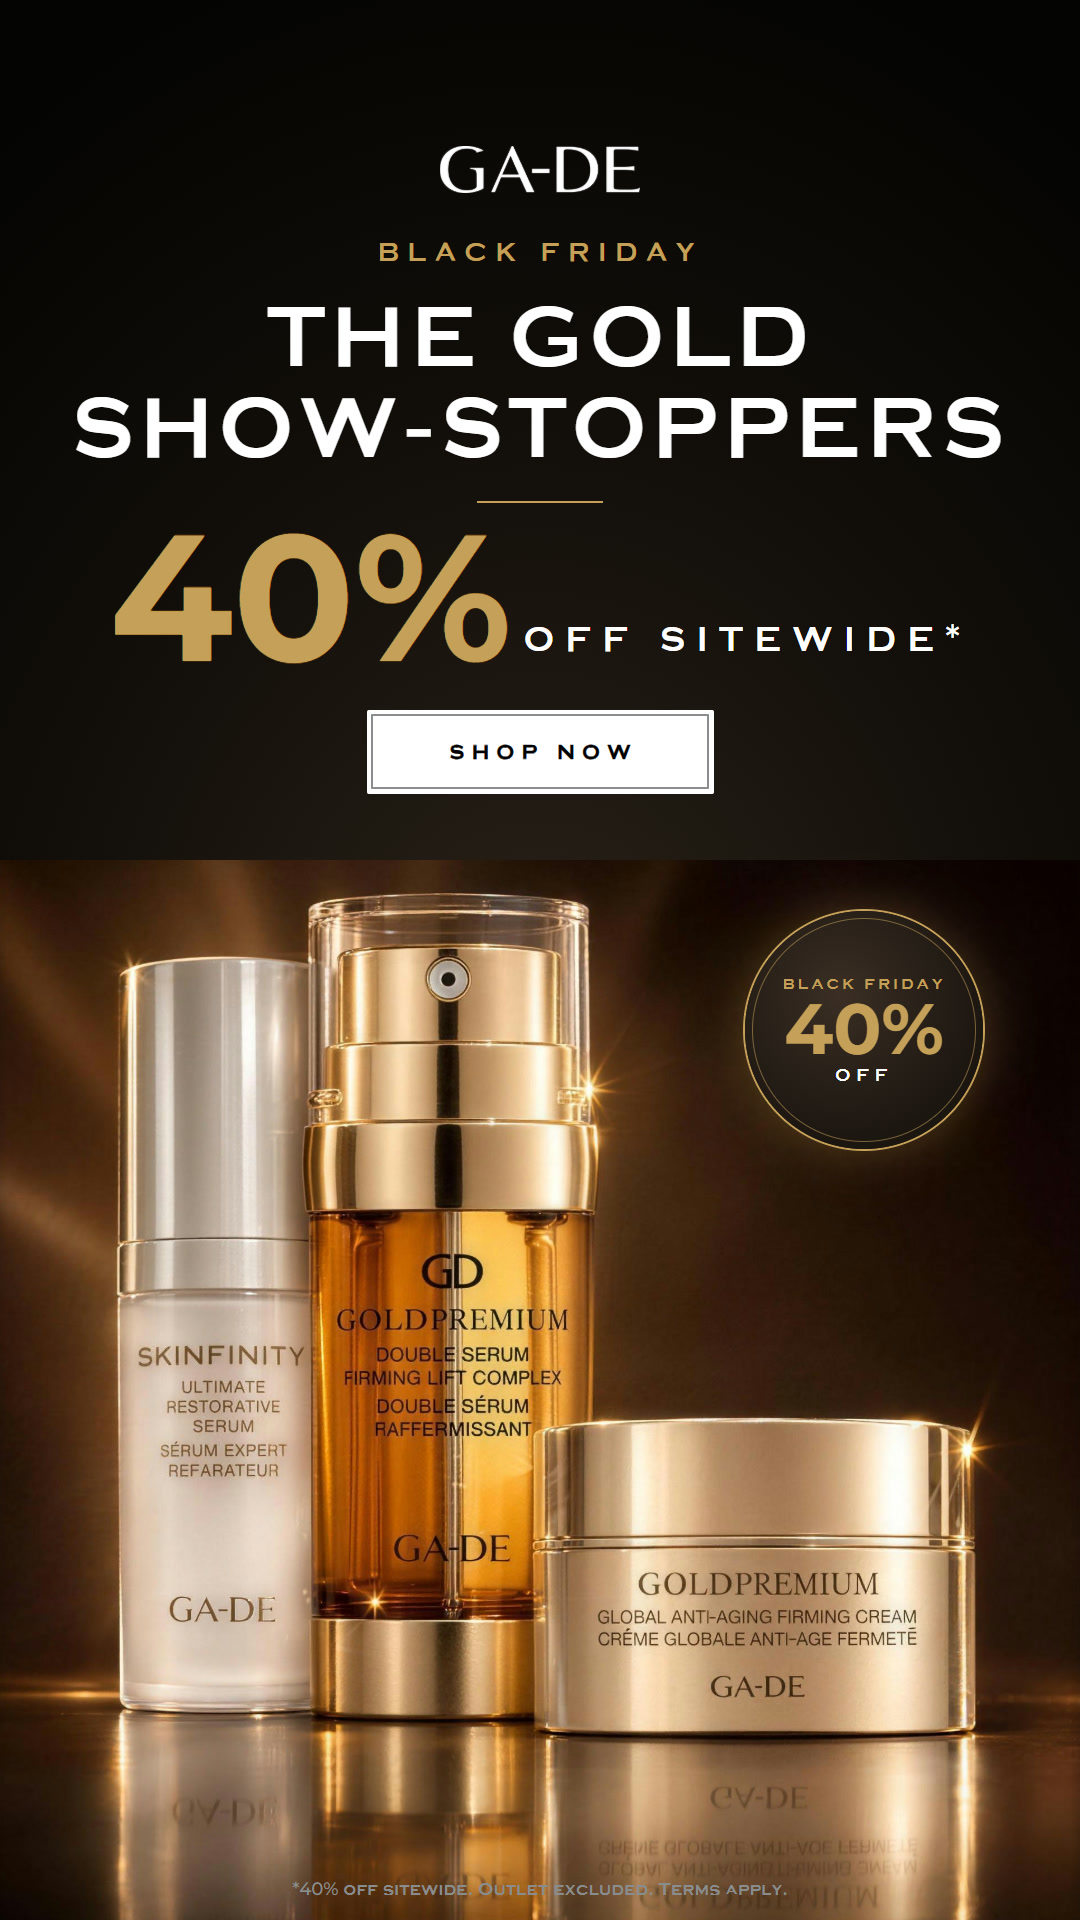 GA-DE
BLACK FRIDAY
THE GOLD
SHOW-STOPPERS
40% OFF SITEWIDE*
SHOP NOW
BLACK FRIDAY
40%
OFF
SKINFINITY
ULTIMATE
RESTORATIVE
SERUM
SÉRUM EXPERT
REFARATEUR
GA-DE
GD
GOLDPREMIUM
DOUBLE SERUM
FIRMING LIFT COMPLEX
DOUBLE SÉRUM
RAFFERMISSANT
GA-DE
GOLDPREMIUM
GLOBAL ANTI-AGING FIRMING CREAM
CRÉME GLOBALE ANTI-AGE FERMETÉ
GA-DE
*40% OFF SITEWIDE. OUTLET EXCLUDED. TERMS APPLY.